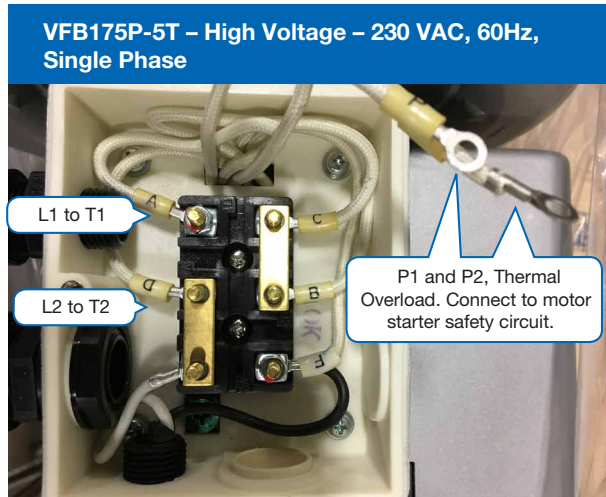 VFB175P-5T – High Voltage – 230 VAC, 60Hz,
Single Phase
P
A
L1 to T1
C
D
B
L2 to T2
P1 and P2, Thermal
Overload. Connect to motor
starter safety circuit.
OK
F